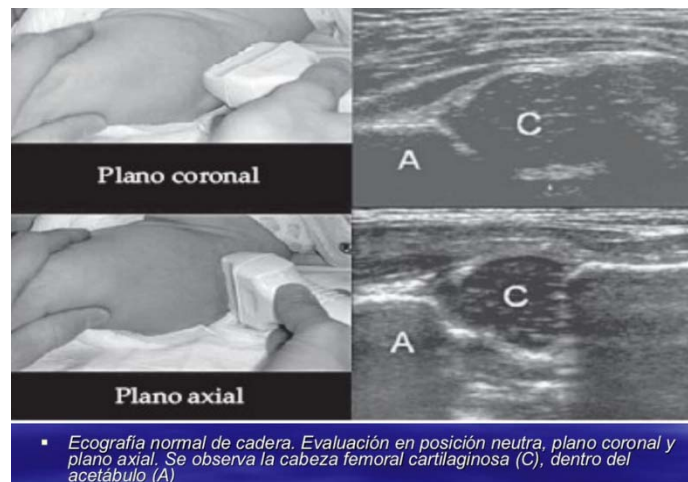 Plano coronal
C
A
Plano axial
C
A
▪ Ecografía normal de cadera. Evaluación en posición neutra, plano coronal y
plano axial. Se observa la cabeza femoral cartilaginosa (C), dentro del
acetábulo (A)